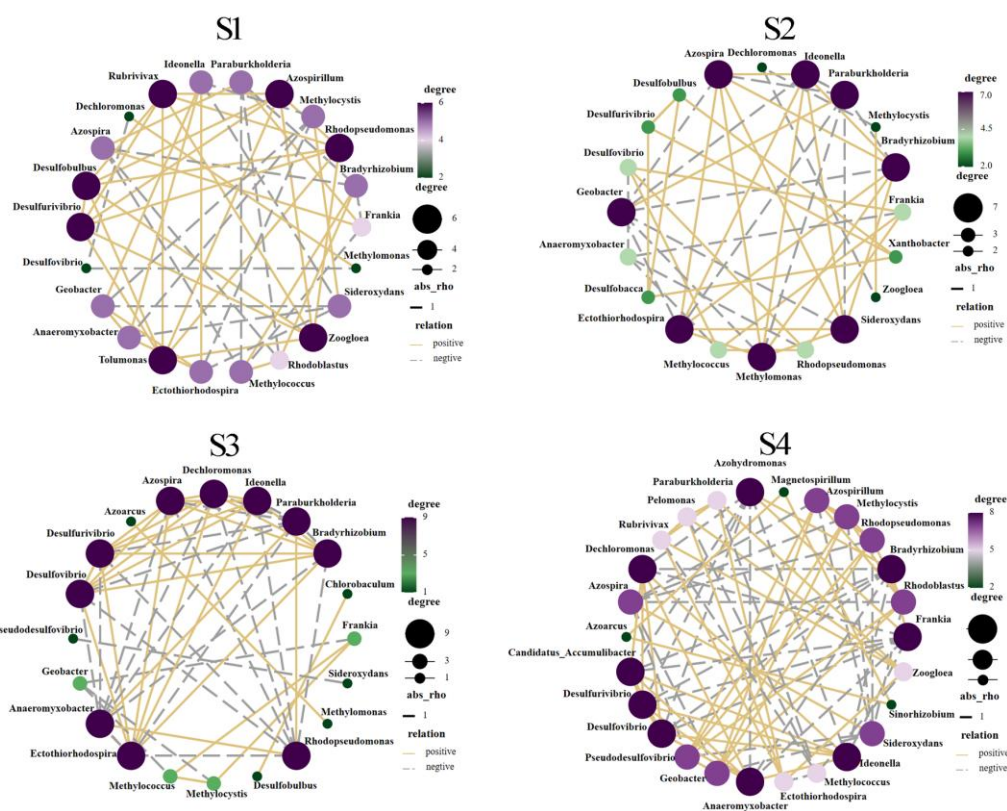 S1
Ideonella Paraburkholderia
Rubrivivax
Azospirillum
Dechloromonas
Methylocystis
Azospira
Rhodopseudomonas
Desulfobulbus
Bradyrhizobium
Desulfurivibrio
Frankia
Desulfovibrio
Methylomonas
Geobacter
Sideroxydans
Anaeromyxobacter
Zoogloea
Tolumonas
Rhodoblastus
Ectothiorhodospira
Methylococcus
degree
6
4
2
degree
6
4
2
abs_rho
1
relation
positive
negtive
S2
Azospira
Dechloromonas
Ideonella
Desulfobulbus
Paraburkholderia
Desulfurivibrio
Methylocystis
Bradyrhizobium
Desulfovibrio
Geobacter
Frankia
Anaeromyxobacter
Xanthobacter
Desulfobacca
Zoogloea
Ectothiorhodospira
Sideroxydans
Methylococcus
Rhodopseudomonas
Methylomonas
degree
7.0
4.5
2.0
degree
7
3
2
abs_rho
1
relation
positive
negtive
S3
Dechloromonas
Azospira
Ideonella
Azoarcus
Paraburkholderia
Desulfurivibrio
Bradyrhizobium
Desulfovibrio
Chlorobaculum
seudodesulfovibrio
Frankia
Geobacter
Sideroxydans
Anaeromyxobacter
Methylomonas
Ectothiorhodospira
Rhodopseudomonas
Methylococcus
Desulfobulbus
Methylocystis
degree
9
5
1
degree
9
3
1
abs_rho
1
relation
positive
negtive
S4
Azohydromonas
Paraburkholderia
Magnetospirillum
Pelomonas
Azospirillum
Methylocystis
Rubrivivax
Rhodopseudomonas
Dechloromonas
Bradyrhizobium
Azospira
Rhodoblastus
Azoarcus
Frankia
Candidatus_Accumulibacter
Zoogloea
Desulfurivibrio
Sinorhizobium
Desulfovibrio
Sideroxydans
Pseudodesulfovibrio
Ideonella
Geobacter
Methylococcus
Ectothiorhodospira
Anaeromyxobacter
degree
8
5
2
degree
abs_rho
1
relation
positive
negtive